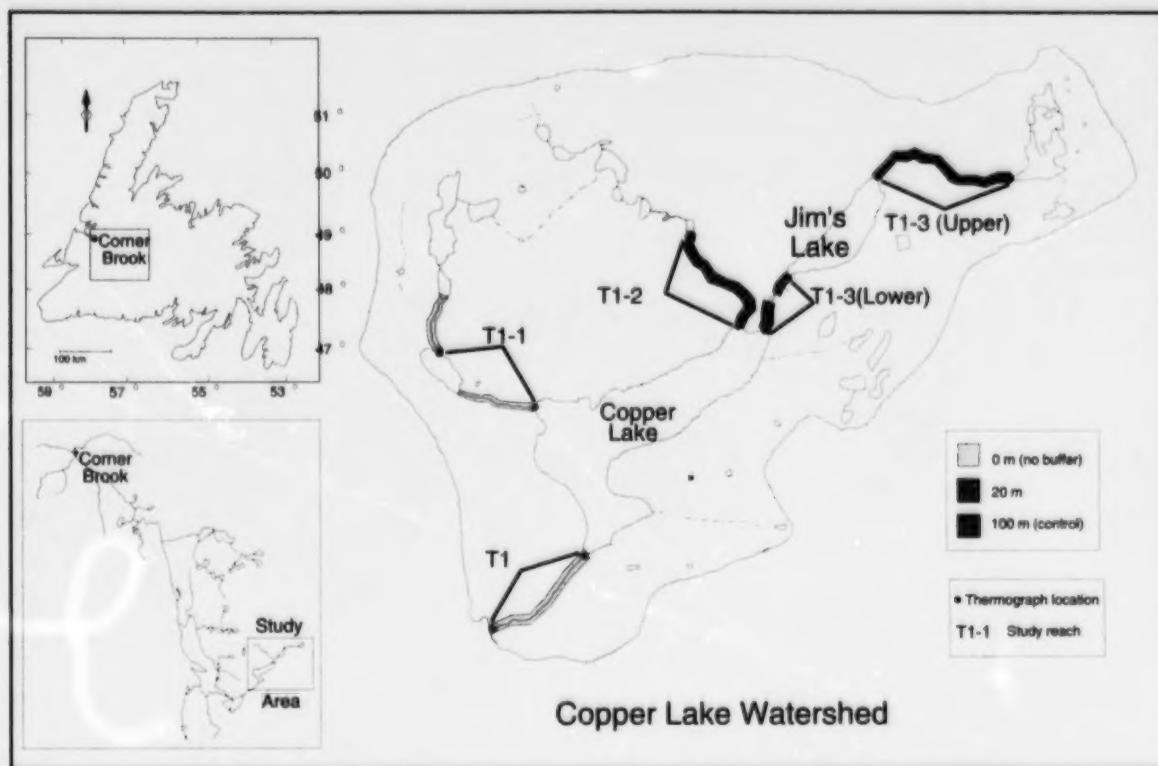 51°
50
49
48
47
Corner
Brook
100 km
59° 57° 55° 53°
Corner
Brook
Study
Area
Jim's
Lake
T1-3 (Upper)
T1-2
T1-3(Lower)
T1-1
Copper
Lake
T1
0 m (no buffer)
20 m
100 m (control)
Thermograph location
T1-1 Study reach
Copper Lake Watershed